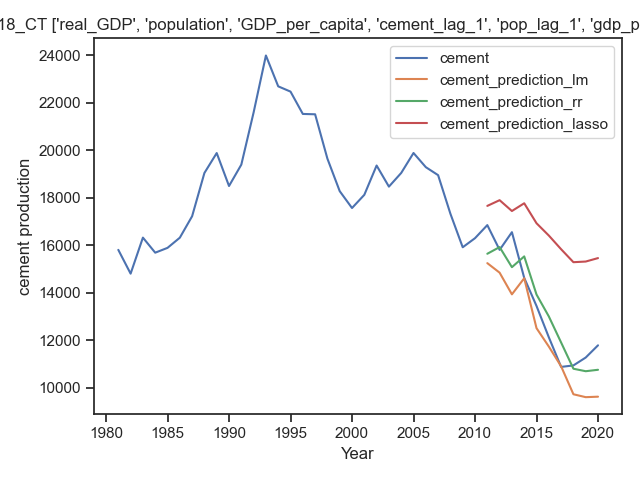 18_CT ['real_GDP', 'population', 'GDP_per_capita', 'cement_lag_1', 'pop_lag_1', 'gdp_p
cement
cement_prediction_lm
cement_prediction_rr
cement_prediction_lasso
cement production
24000
22000
20000
18000
16000
14000
12000
10000
1980 1985 1990 1995 2000 2005 2010 2015 2020
Year